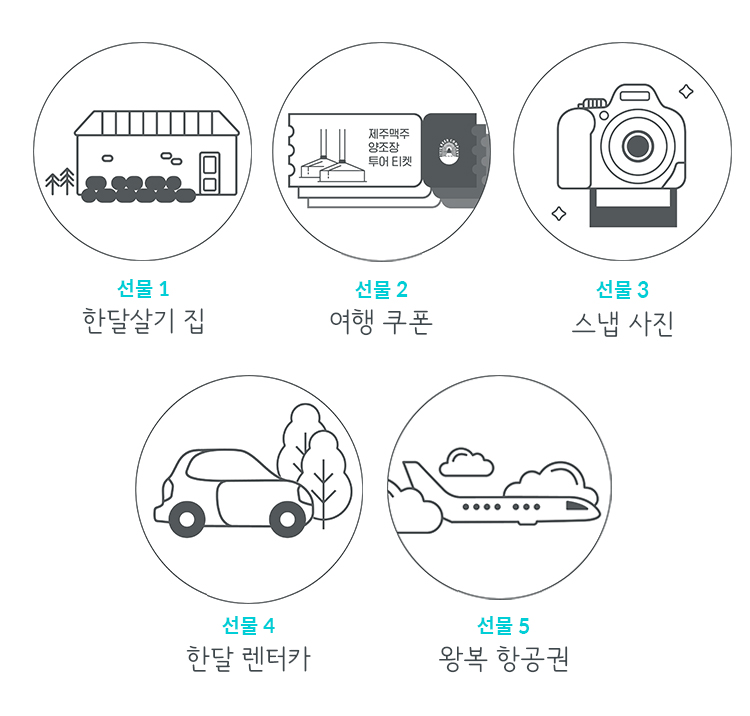 제주맥주
양조장
투어 티켓
선물 1
한달살기 집
선물 2
여행 쿠폰
선물 3
스냅 사진
선물 4
한달 렌터카
선물 5
왕복 항공권